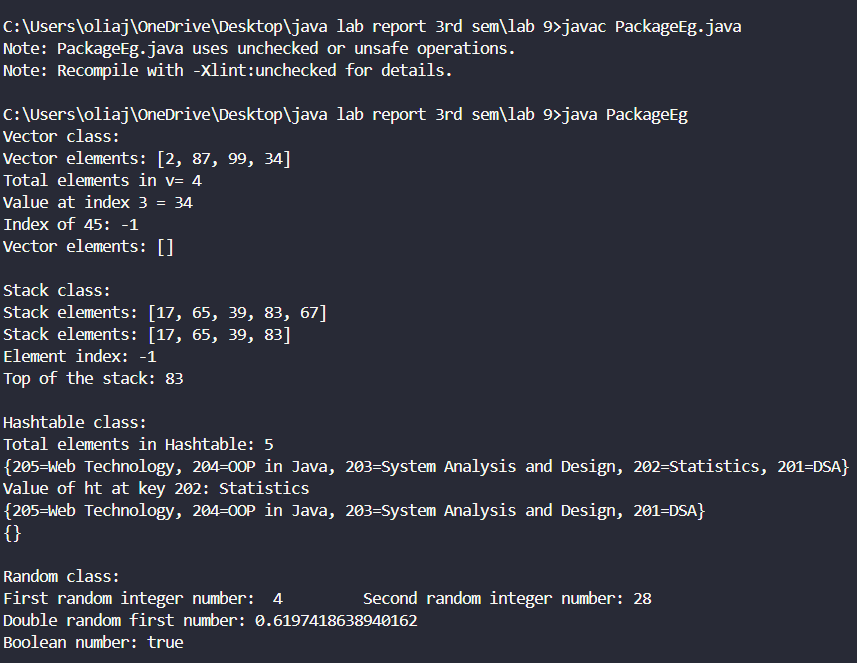 C:\Users\oliaj\OneDrive\Desktop\java lab report 3rd sem\lab 9>javac PackageEg.java
Note: PackageEg.java uses unchecked or unsafe operations.
Note: Recompile with -Xlint:unchecked for details.
C:\Users\oliaj\OneDrive\Desktop\java lab report 3rd sem\lab 9>java PackageEg
Vector class:
Vector elements: [2, 87, 99, 34]
Total elements in v= 4
Value at index 3 = 34
Index of 45: -1
Vector elements: []
Stack class:
Stack elements: [17, 65, 39, 83, 67]
Stack elements: [17, 65, 39, 83]
Element index: -1
Top of the stack: 83
Hashtable class:
Total elements in Hashtable: 5
{205=Web Technology, 204=OOP in Java, 203=System Analysis and Design, 202=Statistics, 201=DSA}
Value of ht at key 202: Statistics
{205=Web Technology, 204=OOP in Java, 203=System Analysis and Design, 201=DSA}
{}
Random class:
First random integer number:  4         Second random integer number: 28
Double random first number: 0.6197418638940162
Boolean number: true